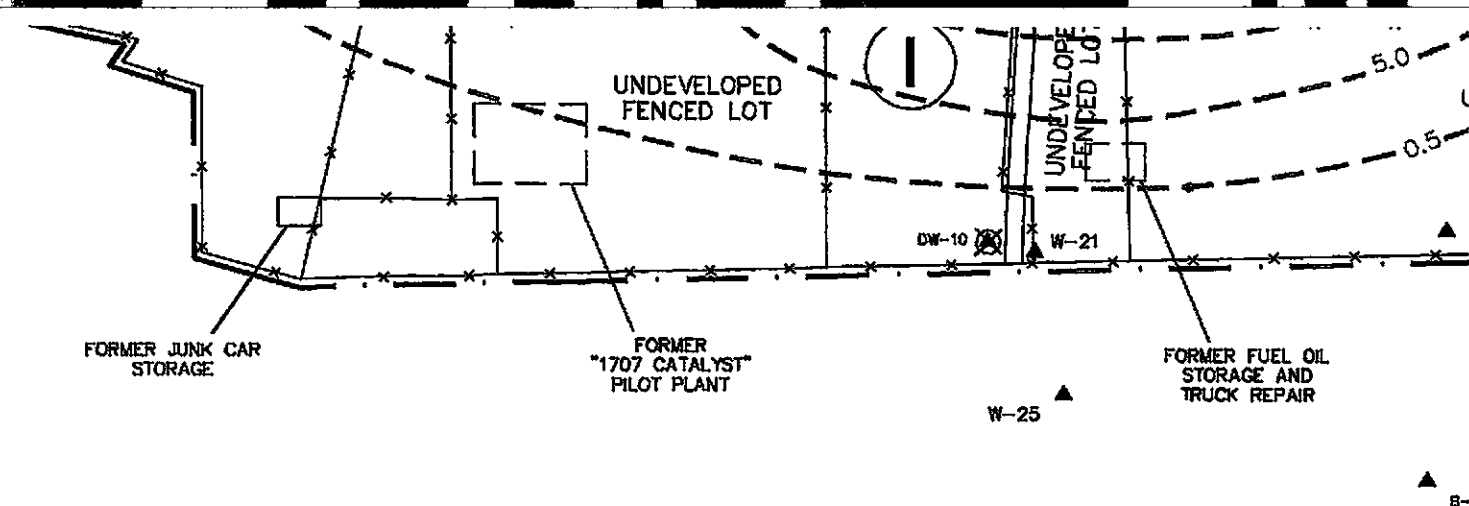 UNDEVELOPED
FENCED LOT
I
UNDEVELOPE
FENCED LOT
5.0
0.5
DW-10
W-21
FORMER JUNK CAR
STORAGE
FORMER
"1707 CATALYST"
PILOT PLANT
FORMER FUEL OIL
STORAGE AND
TRUCK REPAIR
W-25